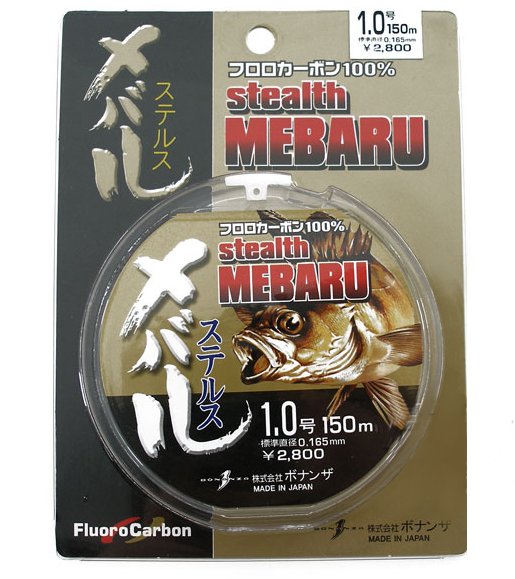 1.0号 150m
標準直径0.165mm
¥2,800
メバル
ステルス
フロロカーボン100%
stealth
MEBARU
フロロカーボン100%
stealth
MEBARU
メバル
ステルス
1.0号 150m
標準直径0.165mm
¥2,800
BONANZA 株式会社 ボナンザ
MADE IN JAPAN
FluoroCarbon
BONANZA 株式会社 ボナンザ
MADE IN JAPAN